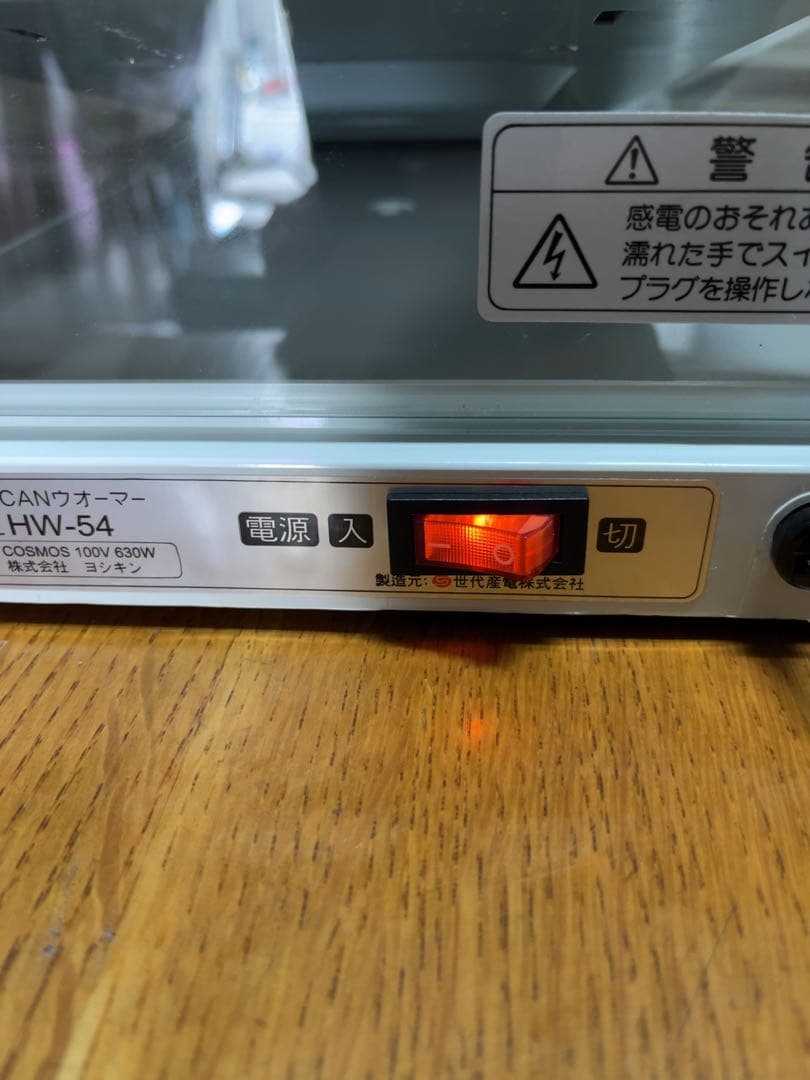 警
感電のおそれ
濡れた手でスイ
プラグを操作し
CANウオーマー
HW-54
COSMOS 100V 630W
株式会社 ヨシキン
電源 入
— ○
切
製造元: 世代産電株式会社